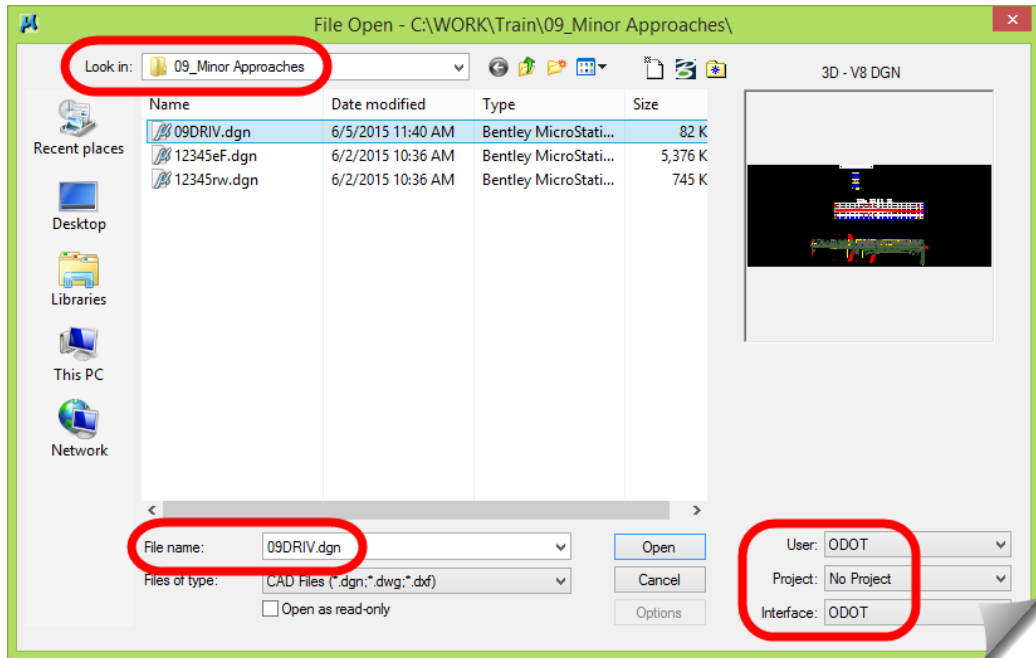 File Open - C:\WORK\Train\09_Minor Approaches\
Look in: 09_Minor Approaches
3D - V8 DGN
Name Date modified Type Size
09DRIV.dgn 6/5/2015 11:40 AM Bentley MicroStati... 82 K
12345eF.dgn 6/2/2015 10:36 AM Bentley MicroStati... 5,376 K
12345rw.dgn 6/2/2015 10:36 AM Bentley MicroStati... 745 K
Recent places
Desktop
Libraries
This PC
Network
File name: 09DRIV.dgn Open
Files of type: CAD Files (*.dgn;*.dwg;*.dxf) Cancel
Open as read-only Options
User: ODOT
Project: No Project
Interface: ODOT